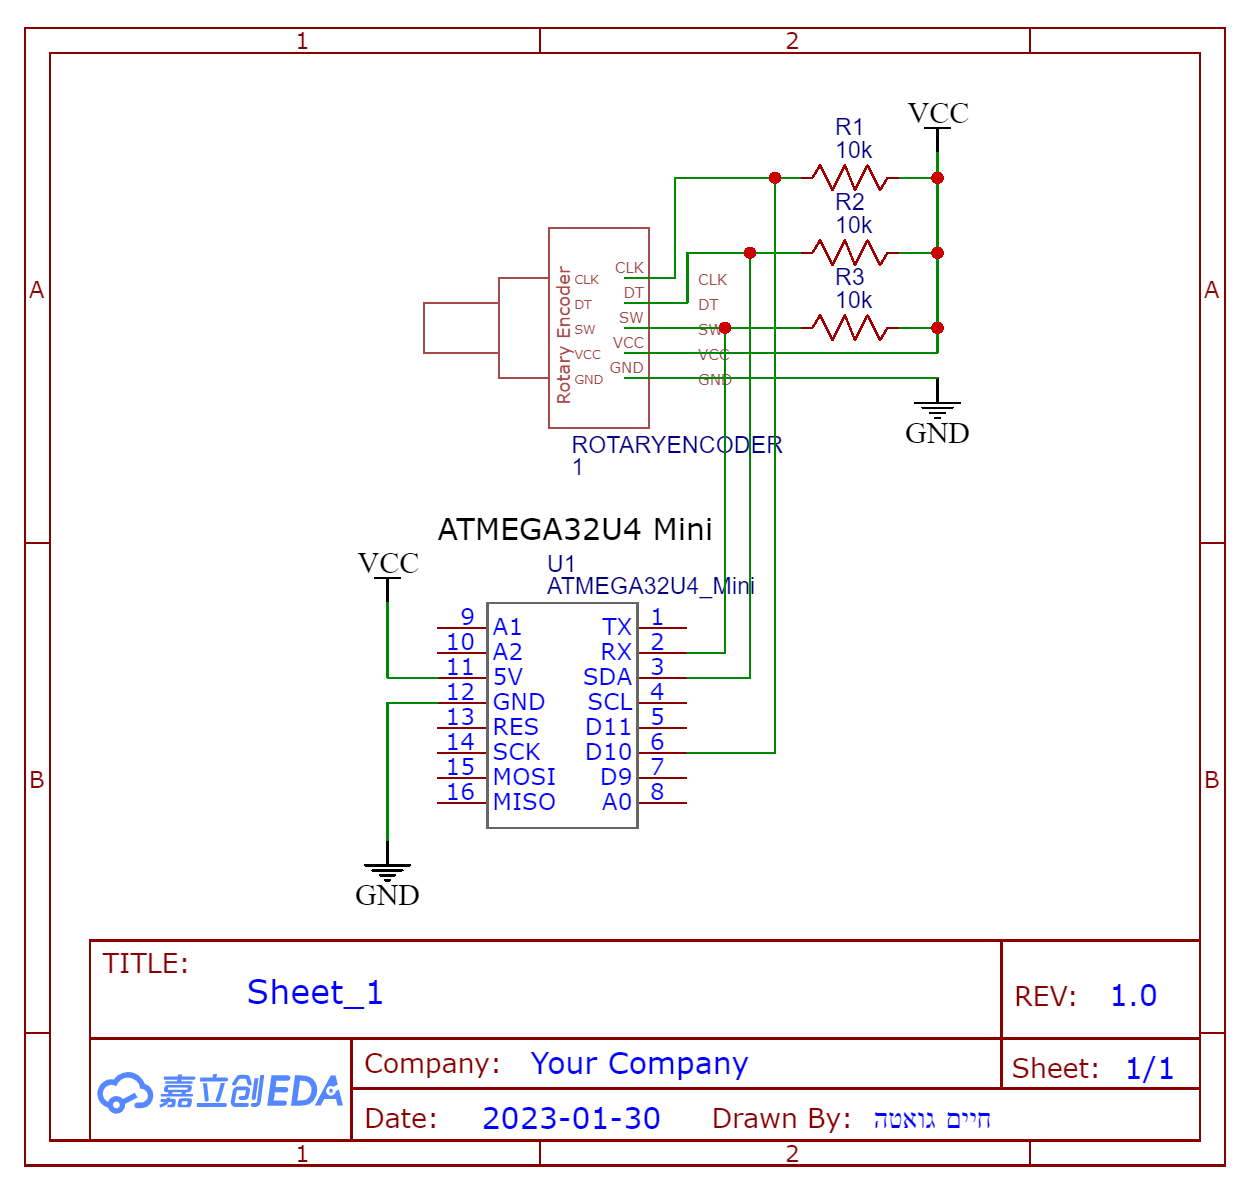 1 2
VCC
R1
10k
R2
10k
A A
R3
10k
Rotary Encoder
CLK CLK CLK
DT DT DT
SW SW SW
VCC VCC VCC
GND GND GND
GND
ROTARYENCODER
1
ATMEGA32U4 Mini
VCC
U1
ATMEGA32U4_Mini
9 A1 TX 1
10 A2 RX 2
11 5V SDA 3
12 GND SCL 4
13 RES D11 5
14 SCK D10 6
15 MOSI D9 7
16 MISO A0 8
B B
GND
TITLE:
Sheet_1
REV: 1.0
嘉立创EDA
Company: Your Company
Sheet: 1/1
Date: 2023-01-30 Drawn By: חיים גואטה
1 2